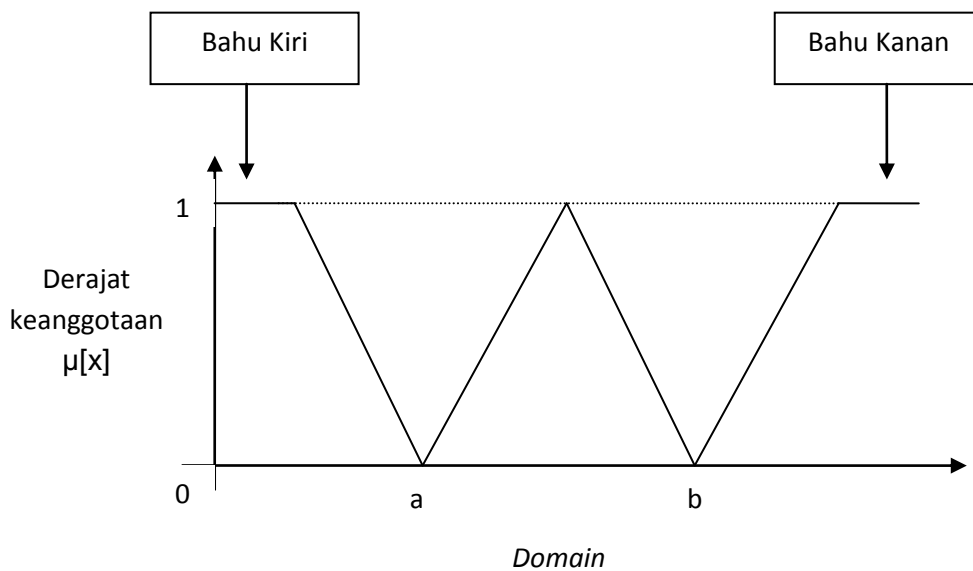 Bahu Kiri
Bahu Kanan
1
Derajat
keanggotaan
μ[x]
0
a
b
Domain